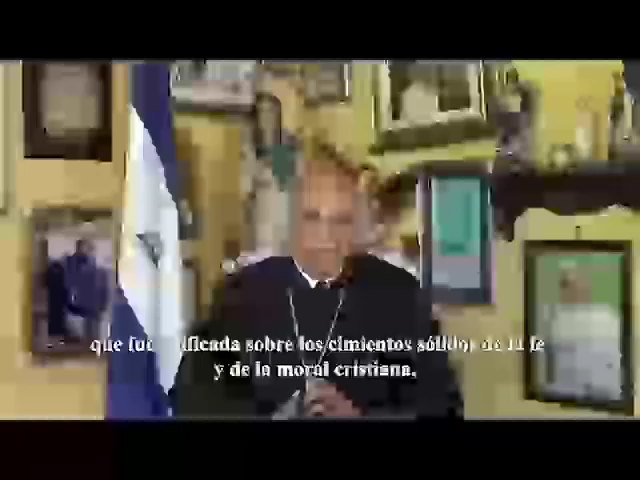 que fue edificada sobre los cimientos sólidos de la fe
y de la moral cristiana,